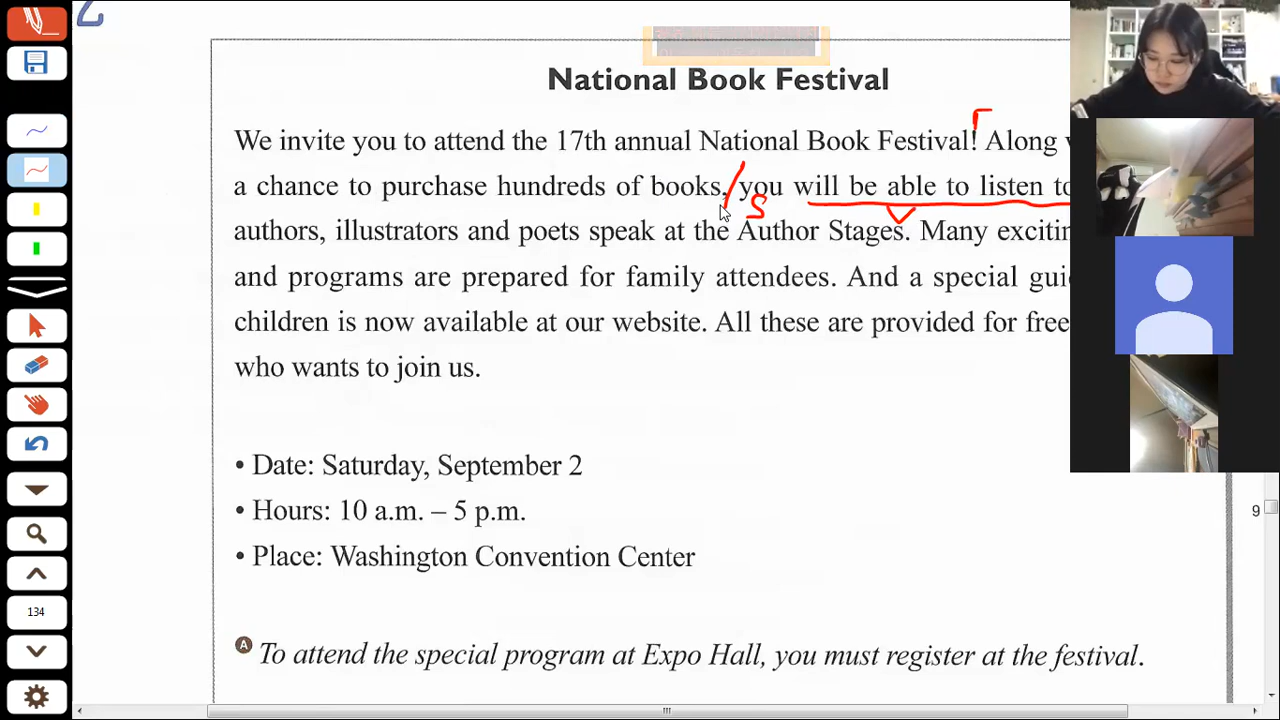 National Book Festival
We invite you to attend the 17th annual National Book Festival! Along
a chance to purchase hundreds of books, you will be able to listen to
S
authors, illustrators and poets speak at the Author Stages. Many
and programs are prepared for family attendees. And a special
children is now available at our website. All these are provided for free
who wants to join us.
• Date: Saturday, September 2
• Hours: 10 a.m. – 5 p.m.
• Place: Washington Convention Center
9
134
A To attend the special program at Expo Hall, you must register at the festival.